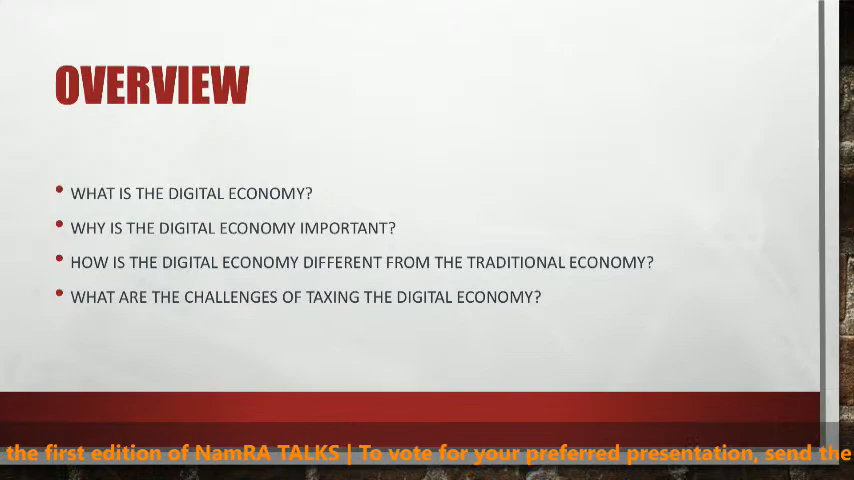 OVERVIEW
• WHAT IS THE DIGITAL ECONOMY?
• WHY IS THE DIGITAL ECONOMY IMPORTANT?
• HOW IS THE DIGITAL ECONOMY DIFFERENT FROM THE TRADITIONAL ECONOMY?
• WHAT ARE THE CHALLENGES OF TAXING THE DIGITAL ECONOMY?
the first edition of NamRA TALKS | To vote for your preferred presentation, send the